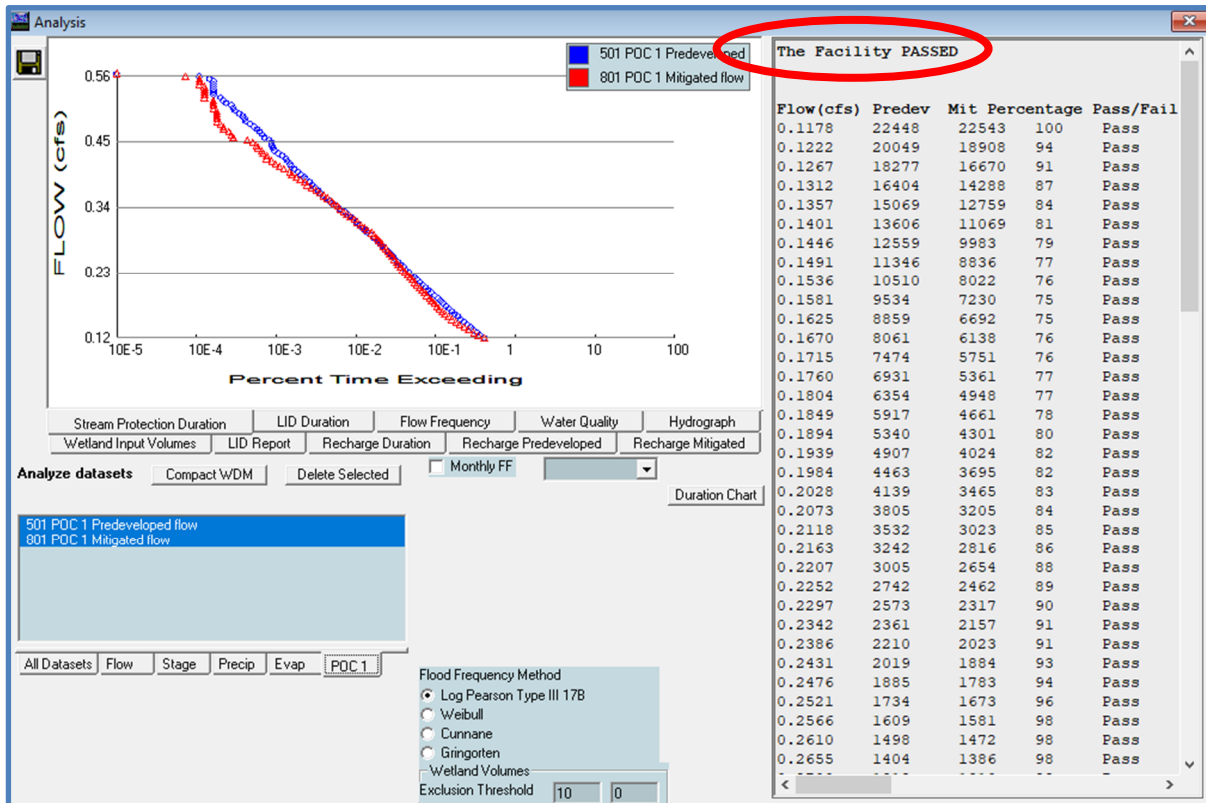 Analysis
501 POC 1 Predeveloped
801 POC 1 Mitigated flow
FLOW (cfs)
0.56
0.45
0.34
0.23
0.12
10E-5 10E-4 10E-3 10E-2 10E-1 1 10 100
Percent Time Exceeding
Stream Protection Duration LID Duration Flow Frequency Water Quality Hydrograph
Wetland Input Volumes LID Report Recharge Duration Recharge Predeveloped Recharge Mitigated
Analyze datasets Compact WDM Delete Selected Monthly FF
Duration Chart
501 POC 1 Predeveloped flow
801 POC 1 Mitigated flow
All Datasets Flow Stage Precip Evap POC 1
Flood Frequency Method
Log Pearson Type III 17B
Weibull
Cunnane
Gringorten
Wetland Volumes
Exclusion Threshold 10 0
The Facility PASSED
Flow(cfs) Predev Mit Percentage Pass/Fail
0.1178 22448 22543 100 Pass
0.1222 20049 18908 94 Pass
0.1267 18277 16670 91 Pass
0.1312 16404 14288 87 Pass
0.1357 15069 12759 84 Pass
0.1401 13606 11069 81 Pass
0.1446 12559 9983 79 Pass
0.1491 11346 8836 77 Pass
0.1536 10510 8022 76 Pass
0.1581 9534 7230 75 Pass
0.1625 8859 6692 75 Pass
0.1670 8061 6138 76 Pass
0.1715 7474 5751 76 Pass
0.1760 6931 5361 77 Pass
0.1804 6354 4948 77 Pass
0.1849 5917 4661 78 Pass
0.1894 5340 4301 80 Pass
0.1939 4907 4024 82 Pass
0.1984 4463 3695 82 Pass
0.2028 4139 3465 83 Pass
0.2073 3805 3205 84 Pass
0.2118 3532 3023 85 Pass
0.2163 3242 2816 86 Pass
0.2207 3005 2654 88 Pass
0.2252 2742 2462 89 Pass
0.2297 2573 2317 90 Pass
0.2342 2361 2157 91 Pass
0.2386 2210 2023 91 Pass
0.2431 2019 1884 93 Pass
0.2476 1885 1783 94 Pass
0.2521 1734 1673 96 Pass
0.2566 1609 1581 98 Pass
0.2610 1498 1472 98 Pass
0.2655 1404 1386 98 Pass